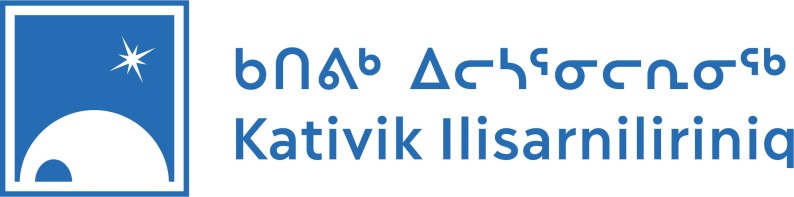 ᑲᑎᕕᒃ ᐃᓕᓴᕐᓂᓕᕆᓂᖅ
Kativik Ilisarniliriniq